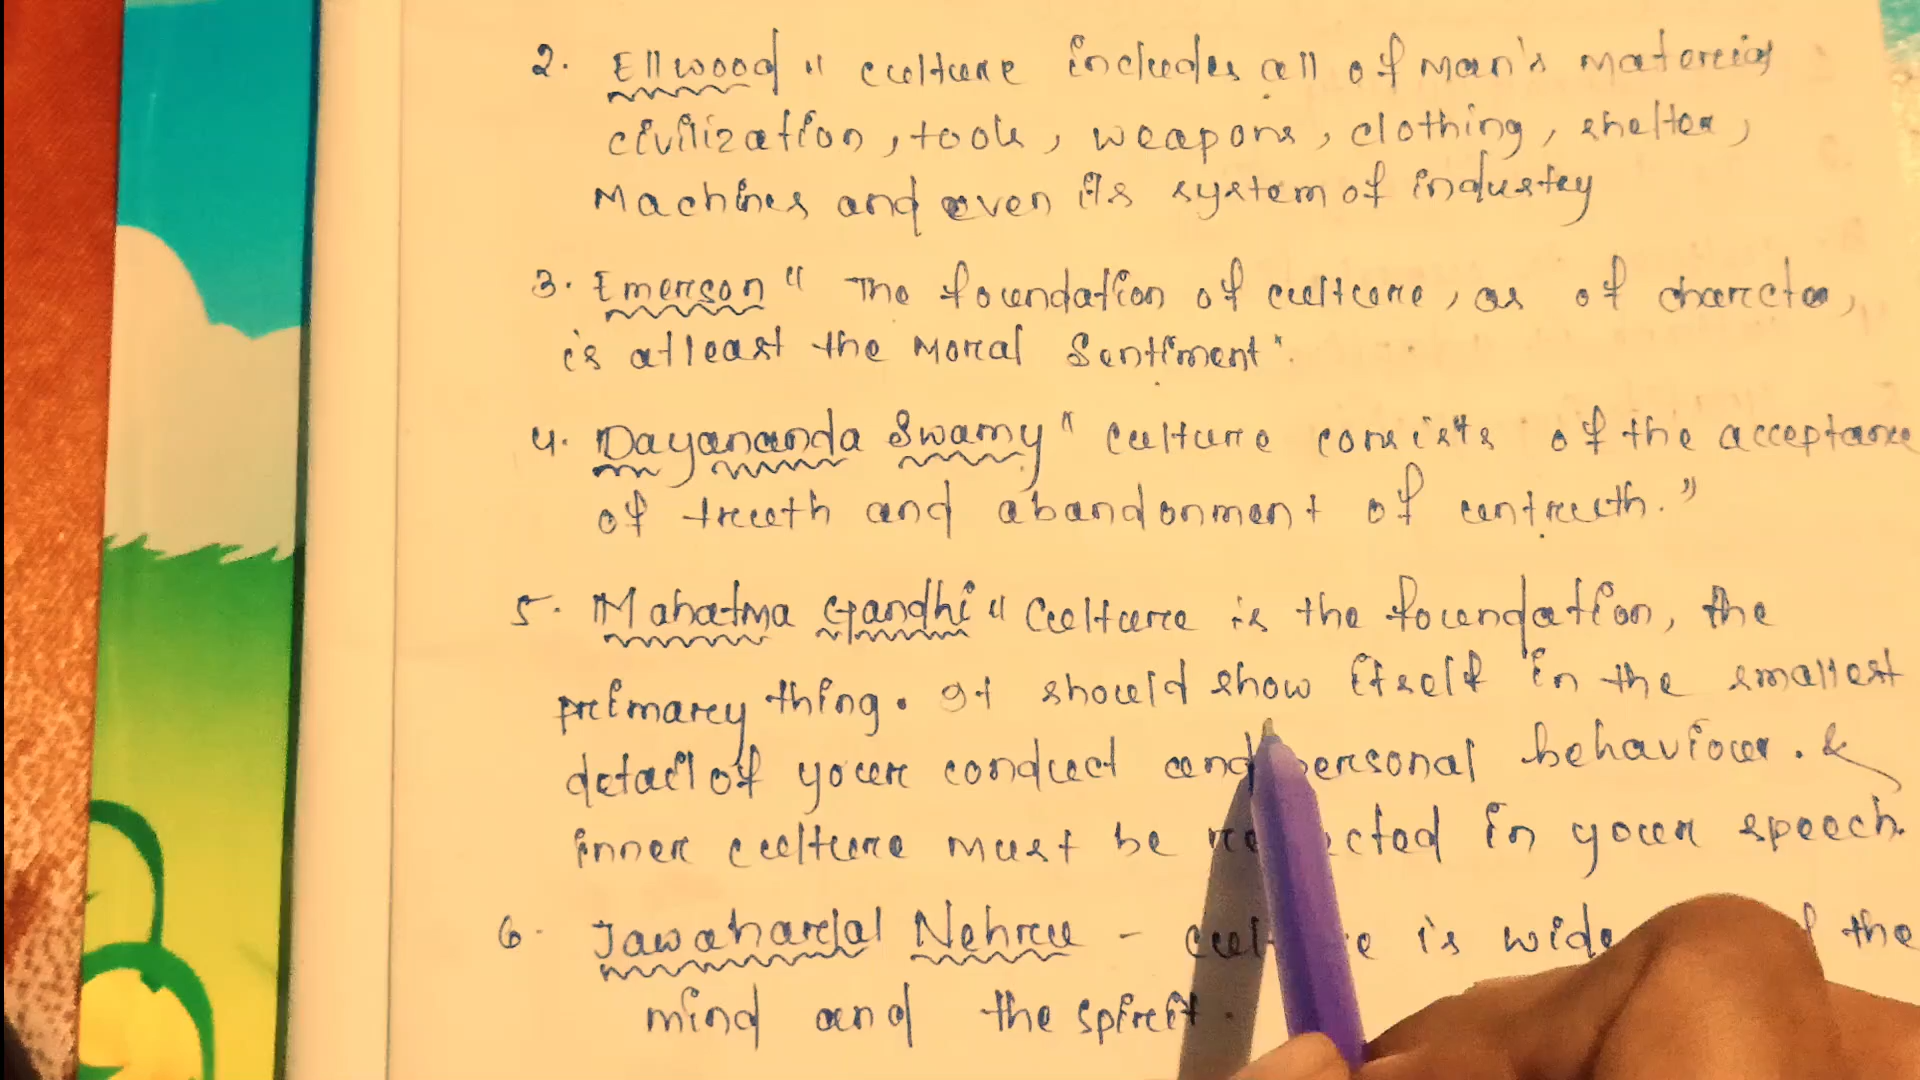 2. Ellwood " culture includes all of Man's Material
civilization, tools, weapons, clothing, shelter,
Machines and even its system of industry
3. Emerson " The foundation of culture, as of charcter,
is atleast the Moral Sentiment".
4. Dayananda Swamy " Culture consists of the acceptance
of truth and abandonment of untruth."
5. Mahatma Gandhi " Culture is the foundation, the
primary thing. It should show itself in the smallest
detail of your conduct and personal behaviour. &
inner culture must be in your speech.
6. Jawaharlal Nehru - is the
mind and the spirit.